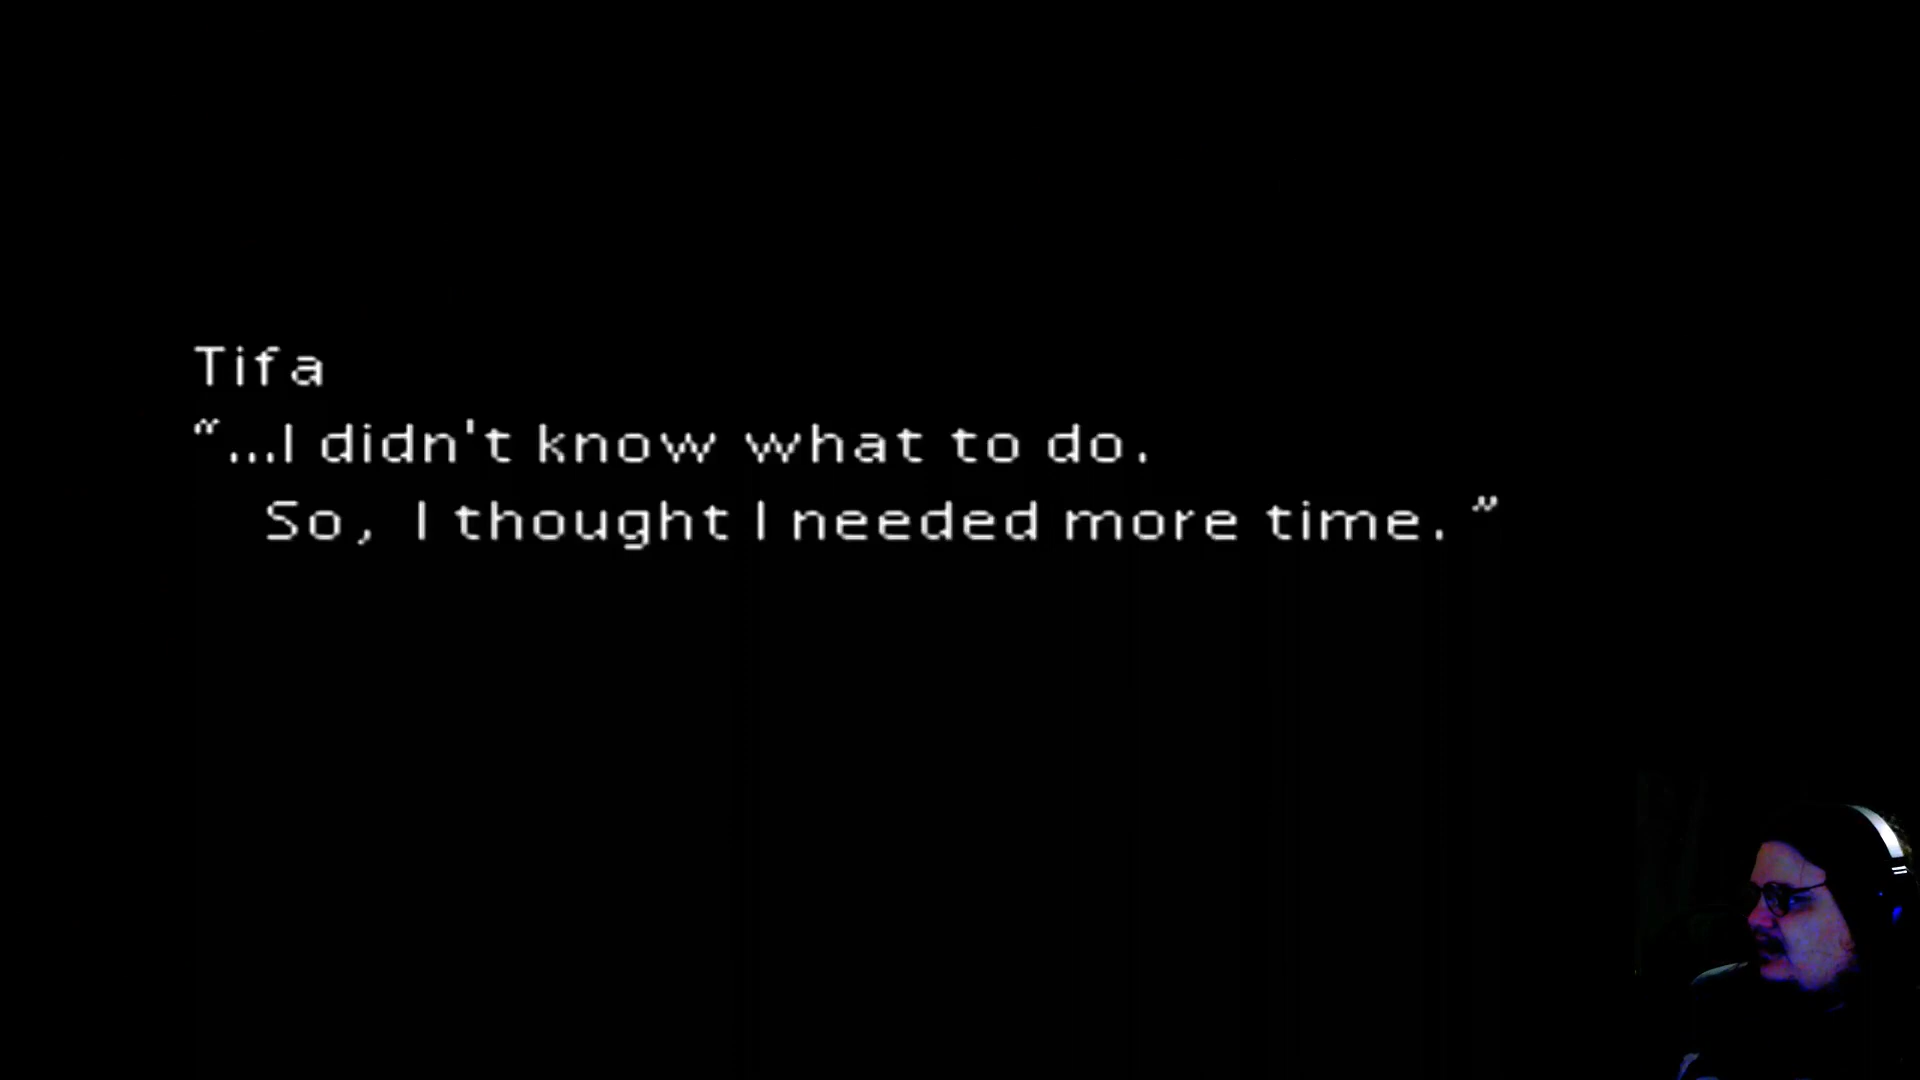 Tifa
“...I didn't know what to do.
So, I thought I needed more time. ”